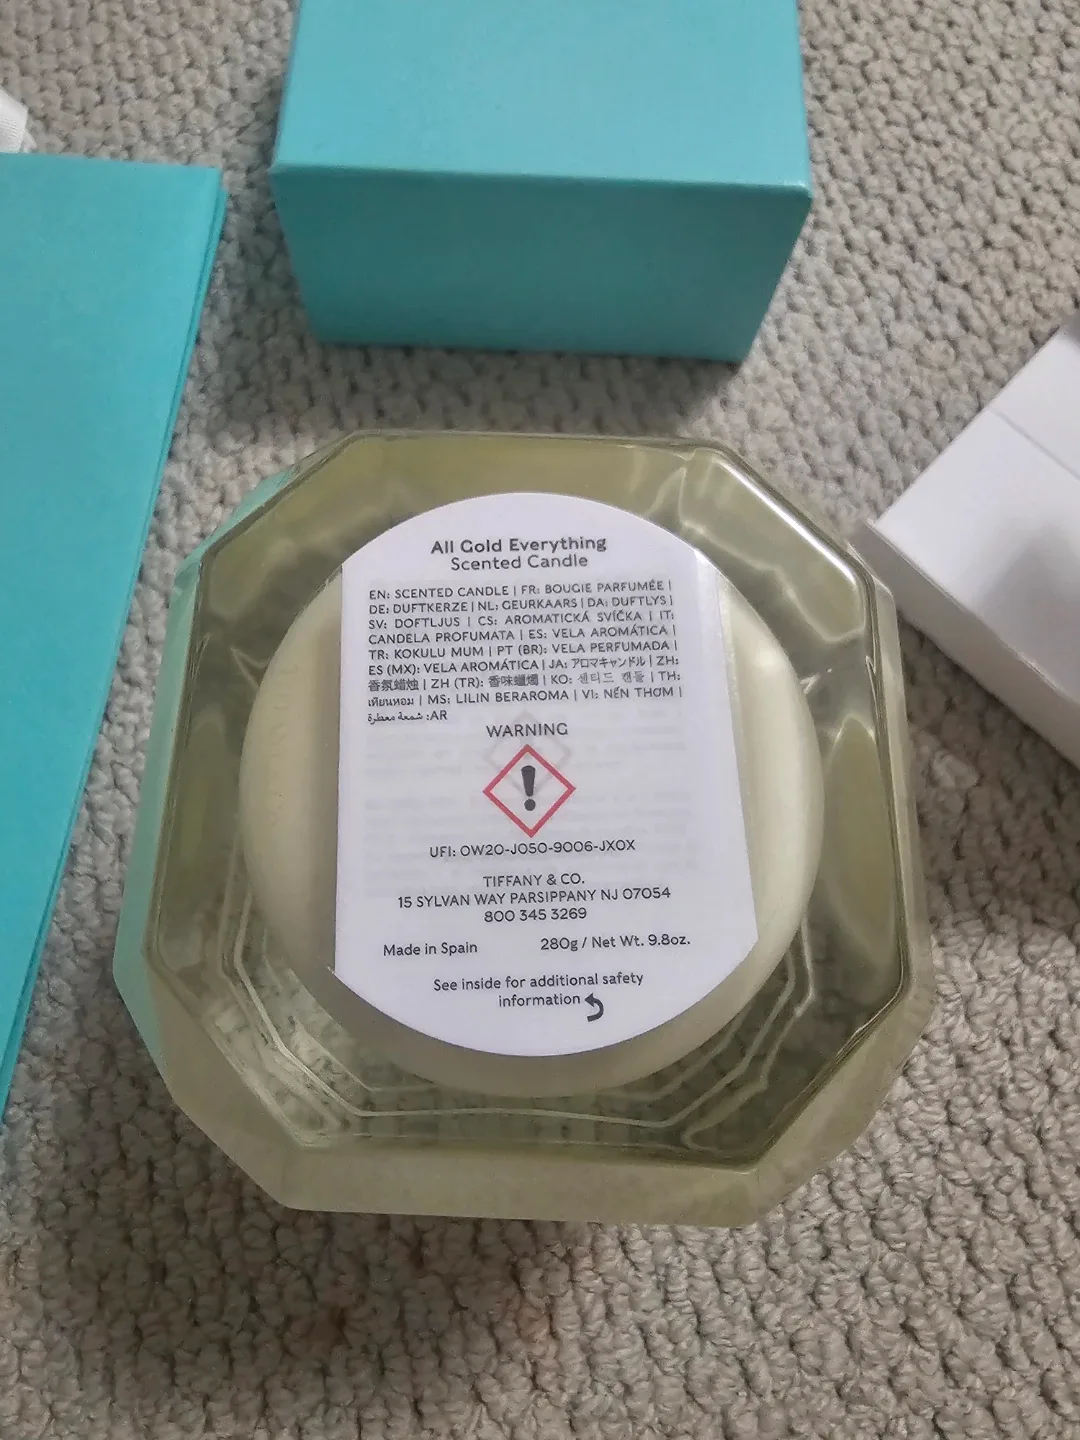 All Gold Everything
Scented Candle
EN: SCENTED CANDLE | FR: BOUGIE PARFUMÉE |
DE: DUFTKERZE | NL: GEURKAARS | DA: DUFTLYS |
SV: DOFTLJUS | CS: AROMATICKÁ SVÍČKA | IT:
CANDELA PROFUMATA | ES: VELA AROMÁTICA |
TR: KOKULU MUM | PT (BR): VELA PERFUMADA |
ES (MX): VELA AROMÁTICA | JA: アロマキャンドル | ZH:
香氛蜡烛 | ZH (TR): 香味蠟燭 | KO: 센티드 캔들 | TH:
เทียนหอม | MS: LILIN BERAROMA | VI: NẾN THƠM |
AR: شمعة معطرة
WARNING
UFI: 0W20-J050-9006-JX0X
TIFFANY & CO.
15 SYLVAN WAY PARSIPPANY NJ 07054
800 345 3269
Made in Spain 280g / Net Wt. 9.8oz.
See inside for additional safety
information